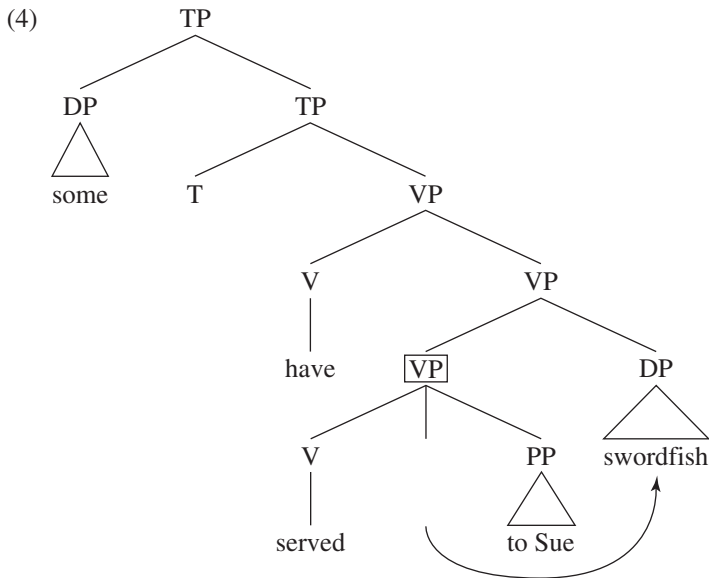 (4) TP
DP TP
some T VP
V VP
have VP DP
V PP swordfish
served to Sue